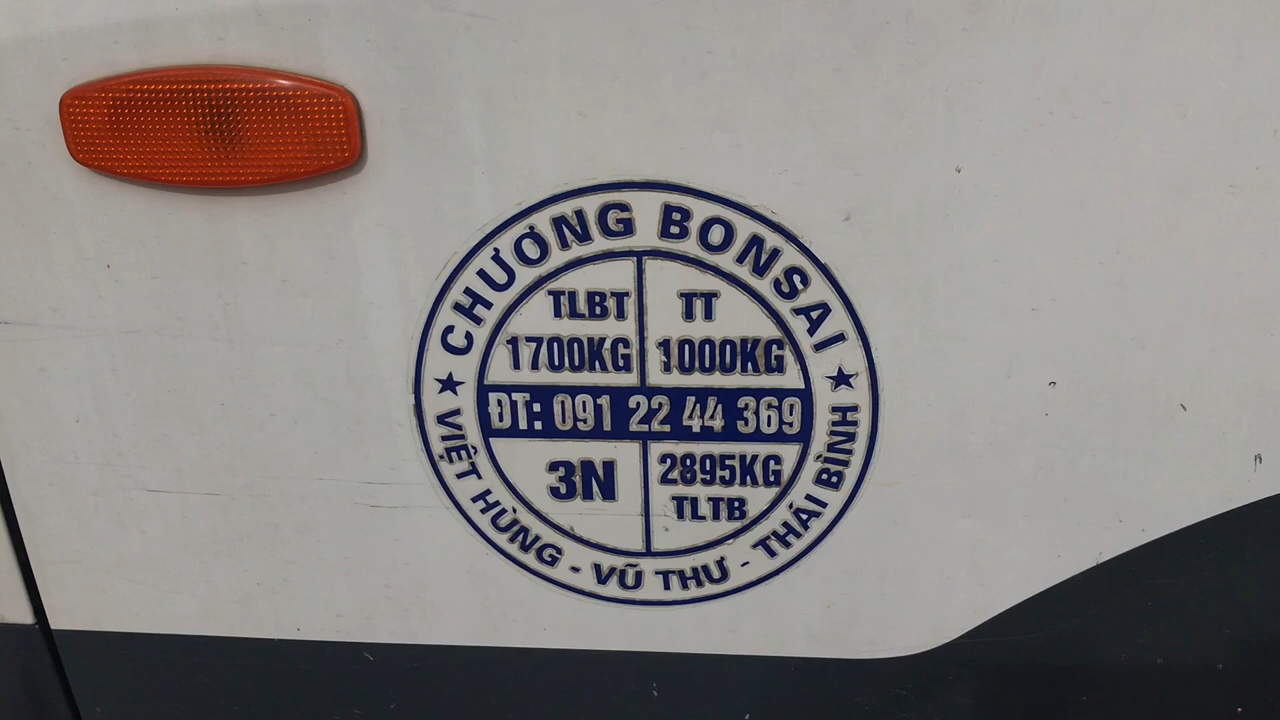 CHƯƠNG BONSAI
TLBT
1700KG
TT
1000KG
ĐT: 091 22 44 369
3N
2895KG
TLTB
VIỆT HÙNG - VŨ THƯ - THÁI BÌNH